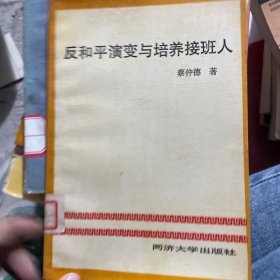 反和平演变与培养接班人
蔡仲德 著
同济大学出版社